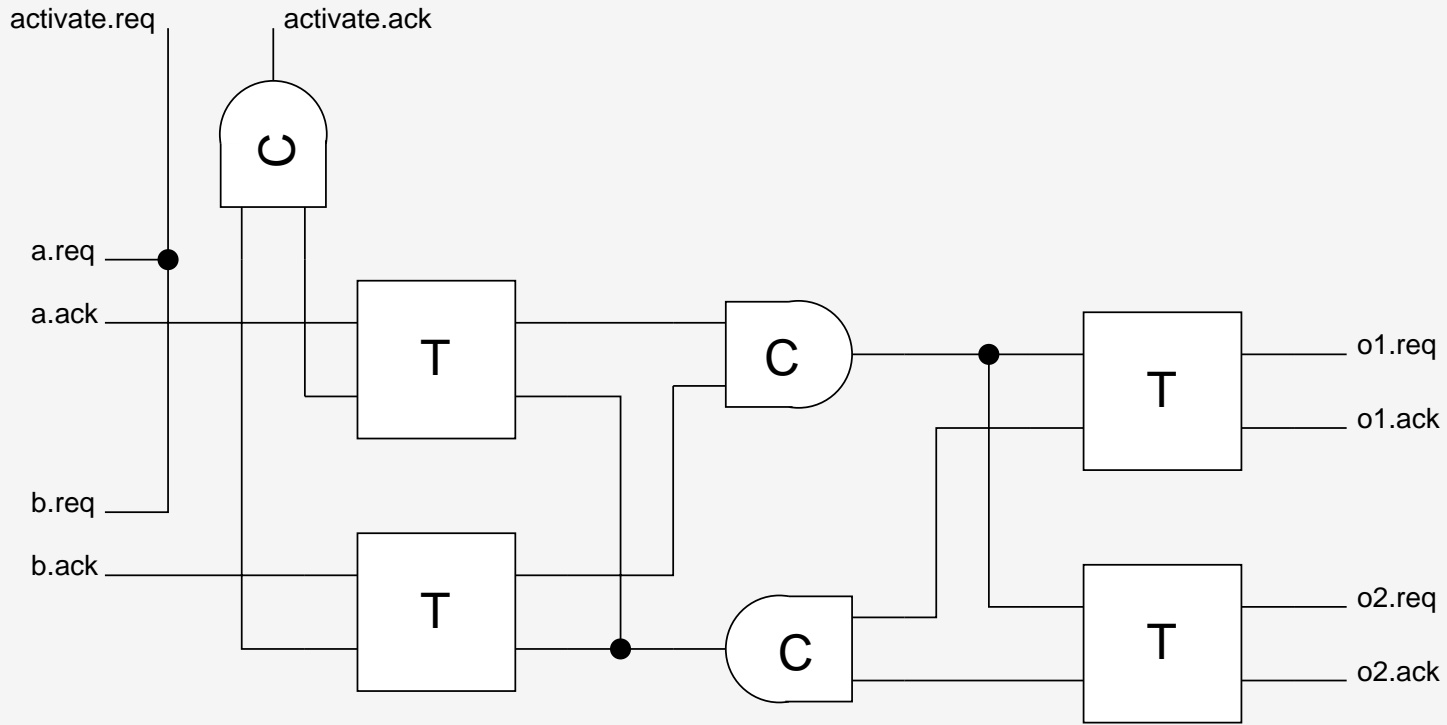 activate.req
activate.ack
C
a.req
a.ack
T
C
o1.req
T
o1.ack
b.req
b.ack
T
C
o2.req
T
o2.ack